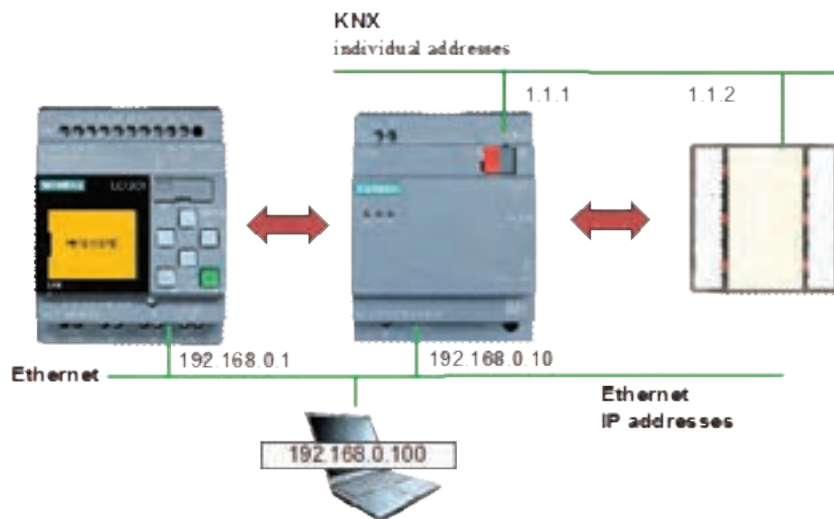 KNX
individual addresses
1.1.1
1.1.2
SIEMENS
192.168.0.1
192.168.0.10
Ethernet
Ethernet
IP addresses
192.168.0.100